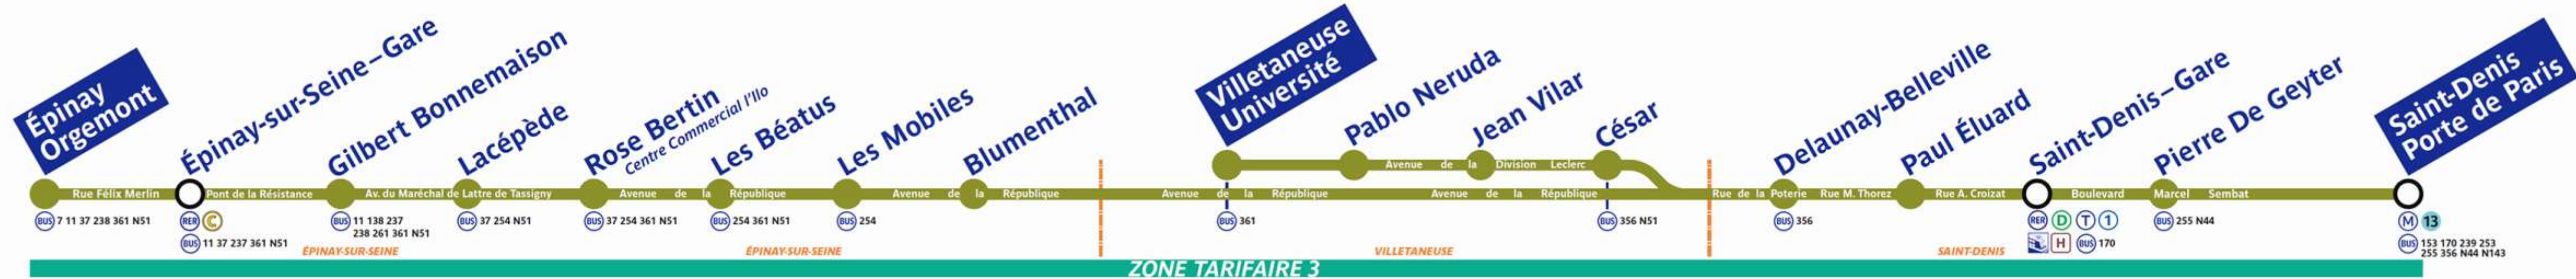 Épinay
Orgemont
Épinay-sur-Seine–Gare
Gilbert Bonnemaison
Lacépède
Rose Bertin
Centre Commercial l'Ilo
Les Béatus
Les Mobiles
Blumenthal
Villetaneuse
Université
Pablo Neruda
Jean Vilar
César
Delaunay-Belleville
Paul Éluard
Saint-Denis–Gare
Pierre De Geyter
Saint-Denis
Porte de Paris
Avenue de la Division Leclerc
Rue Félix Merlin
Pont de la Résistance
Av. du Maréchal de Lattre de Tassigny
Avenue de la République
Avenue de la République
Avenue de la République
Avenue de la République
Rue de la Poterie
Rue M. Thorez
Rue A. Croizat
Boulevard Marcel Sembat
BUS 7 11 37 238 361 N51
RER C
BUS 11 37 237 361 N51
BUS 11 138 237
238 261 361 N51
BUS 37 254 N51
BUS 37 254 361 N51
BUS 254 361 N51
BUS 254
BUS 361
BUS 356 N51
BUS 356
RER D T 1
H BUS 170
BUS 255 N44
M 13
BUS 153 170 239 253
255 356 N44 N143
ÉPINAY-SUR-SEINE
ÉPINAY-SUR-SEINE
VILLETANEUSE
SAINT-DENIS
ZONE TARIFAIRE 3